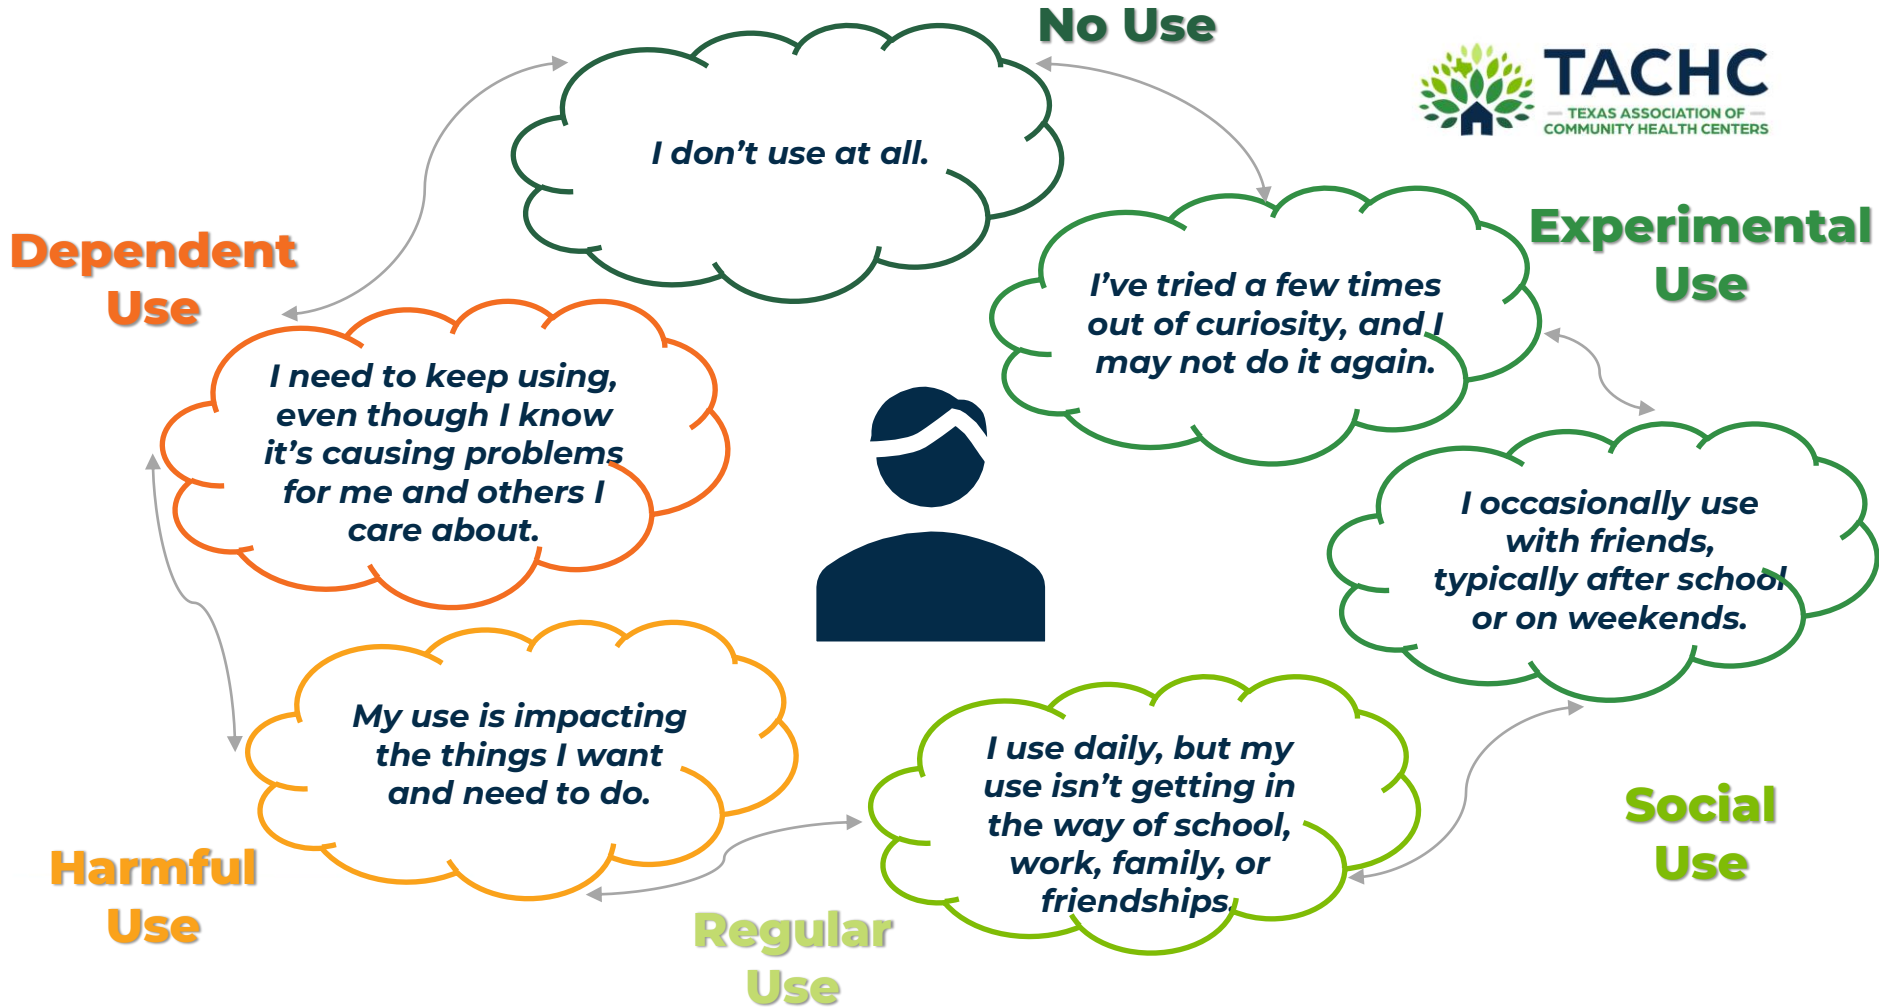 No Use
I don't use at all.
TACHC
TEXAS ASSOCIATION OF
COMMUNITY HEALTH CENTERS
Experimental
Use
I've tried a few times
out of curiosity, and I
may not do it again.
I occasionally use
with friends,
typically after school
or on weekends.
Social
Use
I use daily, but my
use isn't getting in
the way of school,
work, family, or
friendships.
Regular
Use
My use is impacting
the things I want
and need to do.
Harmful
Use
Dependent
Use
I need to keep using,
even though I know
it's causing problems
for me and others I
care about.